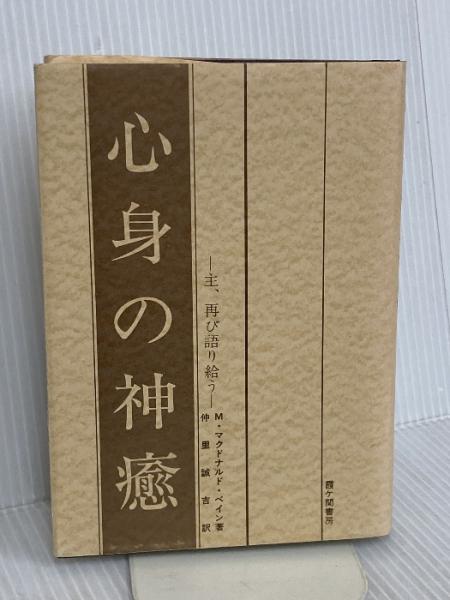 心身の神癒
―主、再び語り給う―
M・マクドナルド・ベイン著
仲里誠吉訳
霞ケ関書房